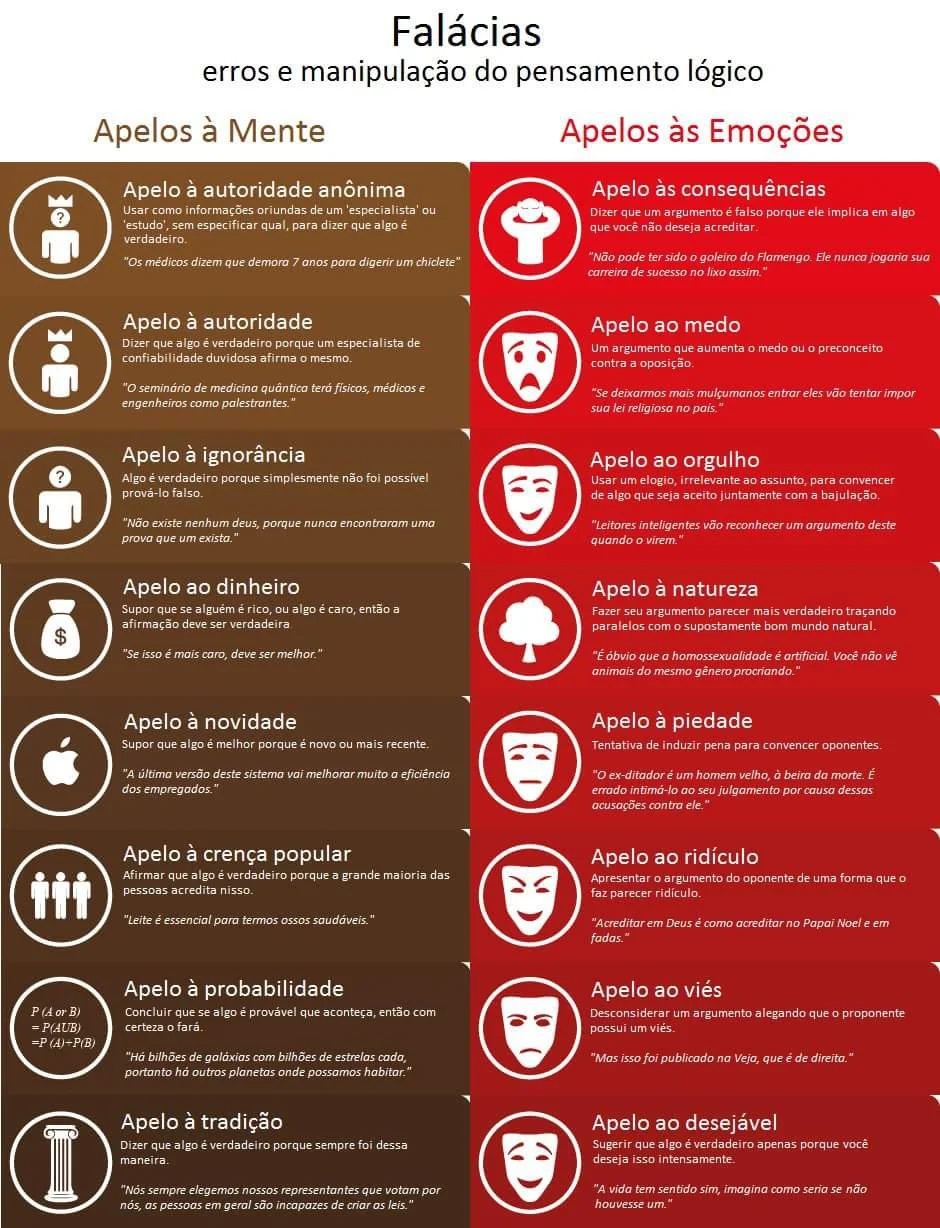 Falácias
erros e manipulação do pensamento lógico
Apelos à Mente
Apelo à autoridade anônima
Usar como informações oriundas de um 'especialista' ou
'estudo', sem especificar qual, para dizer que algo é
verdadeiro.
"Os médicos dizem que demora 7 anos para digerir um chiclete"
Apelo à autoridade
Dizer que algo é verdadeiro porque um especialista de
confiabilidade duvidosa afirma o mesmo.
"O seminário de medicina quântica terá físicos, médicos e
engenheiros como palestrantes."
Apelo à ignorância
Algo é verdadeiro porque simplesmente não foi possível
prová-lo falso.
"Não existe nenhum deus, porque nunca encontraram uma
prova que um exista."
Apelo ao dinheiro
Supor que se alguém é rico, ou algo é caro, então a
afirmação deve ser verdadeira
"Se isso é mais caro, deve ser melhor."
Apelo à novidade
Supor que algo é melhor porque é novo ou mais recente.
"A última versão deste sistema vai melhorar muito a eficiência
dos empregados."
Apelo à crença popular
Afirmar que algo é verdadeiro porque a grande maioria das
pessoas acredita nisso.
"Leite é essencial para termos ossos saudáveis."
P (A or B)
= P(AUB)
=P (A)+P(B)
Apelo à probabilidade
Concluir que se algo é provável que aconteça, então com
certeza o fará.
"Há bilhões de galáxias com bilhões de estrelas cada,
portanto há outros planetas onde possamos habitar."
Apelo à tradição
Dizer que algo é verdadeiro porque sempre foi dessa
maneira.
"Nós sempre elegemos nossos representantes que votam por
nós, as pessoas em geral são incapazes de criar as leis."
Apelos às Emoções
Apelo às consequências
Dizer que um argumento é falso porque ele implica em algo
que você não deseja acreditar.
"Não pode ter sido o goleiro do Flamengo. Ele nunca jogaria sua
carreira de sucesso no lixo assim."
Apelo ao medo
Um argumento que aumenta o medo ou o preconceito
contra a oposição.
"Se deixarmos mais mulçumanos entrar eles vão tentar impor
sua lei religiosa no país."
Apelo ao orgulho
Usar um elogio, irrelevante ao assunto, para convencer
de algo que seja aceito juntamente com a bajulação.
"Leitores inteligentes vão reconhecer um argumento deste
quando o virem."
Apelo à natureza
Fazer seu argumento parecer mais verdadeiro traçando
paralelos com o supostamente bom mundo natural.
"É óbvio que a homossexualidade é artificial. Você não vê
animais do mesmo gênero procriando."
Apelo à piedade
Tentativa de induzir pena para convencer oponentes.
"O ex-ditador é um homem velho, à beira da morte. É
errado intimá-lo ao seu julgamento por causa dessas
acusações contra ele."
Apelo ao ridículo
Apresentar o argumento do oponente de uma forma que o
faz parecer ridículo.
"Acreditar em Deus é como acreditar no Papai Noel e em
fadas."
Apelo ao viés
Desconsiderar um argumento alegando que o proponente
possui um viés.
"Mas isso foi publicado na Veja, que é de direita."
Apelo ao desejável
Sugerir que algo é verdadeiro apenas porque você
deseja isso intensamente.
"A vida tem sentido sim, imagina como seria se não
houvesse um."
$
?
?